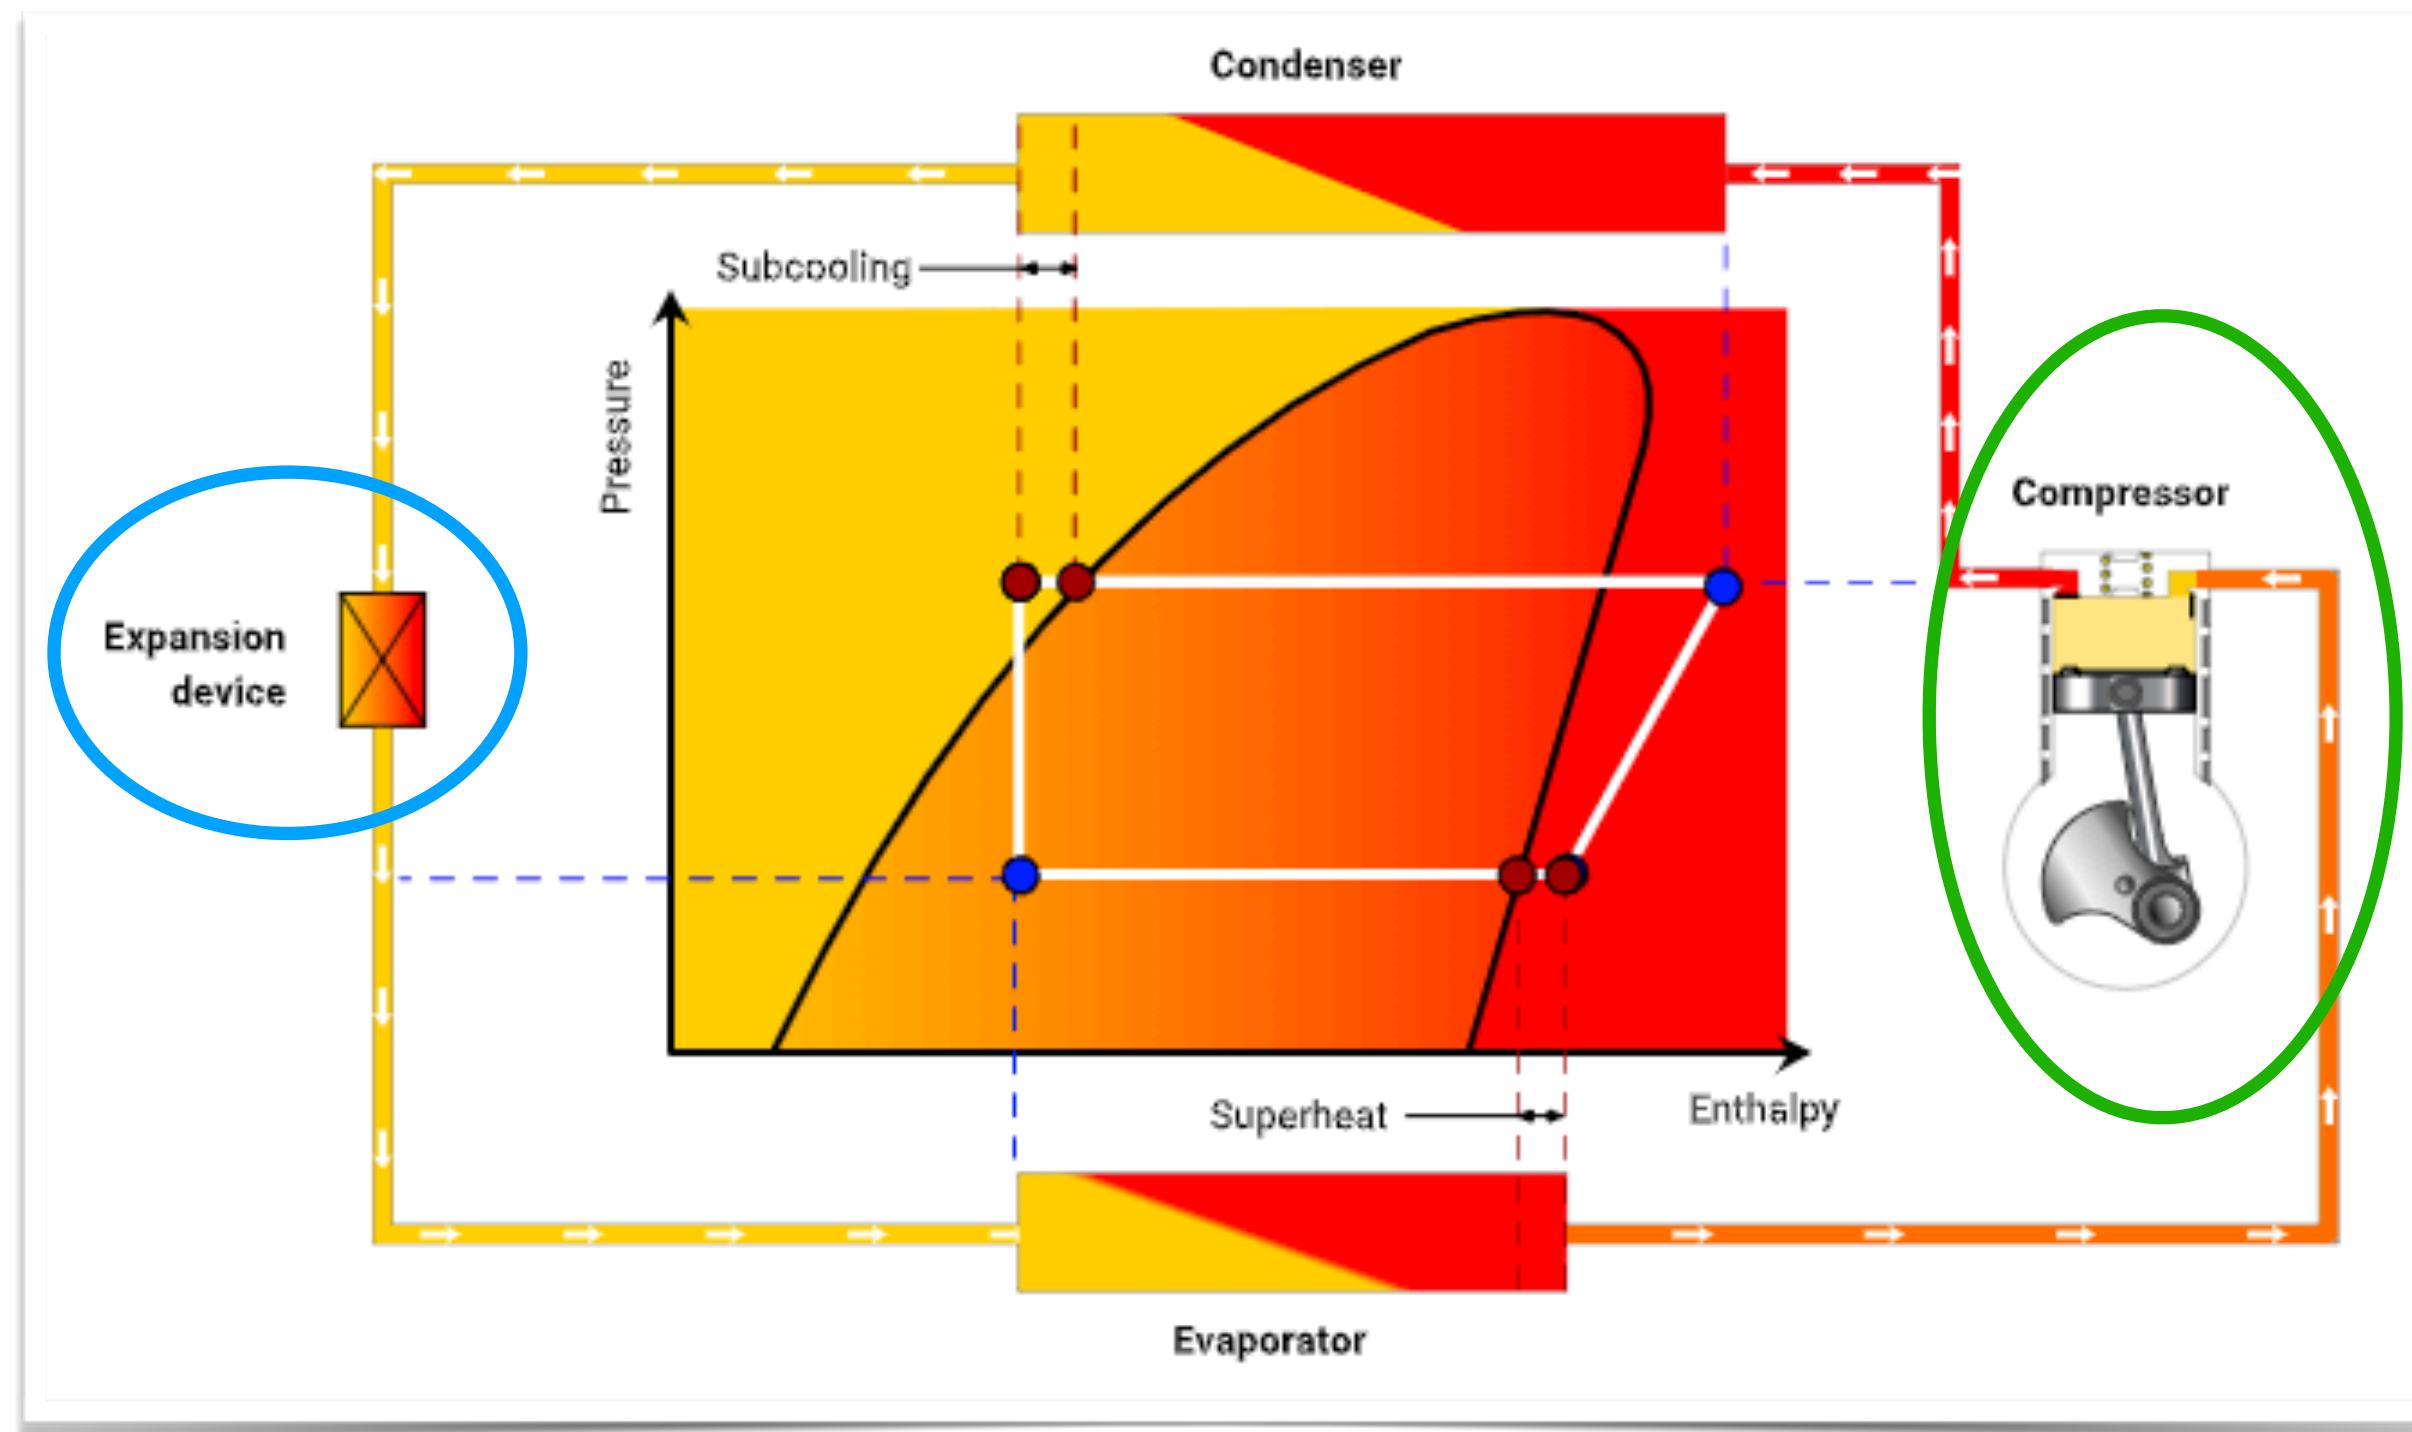 Condenser
Subcooling
Pressure
Compressor
Expansion
device
Superheat
Enthalpy
Evaporator